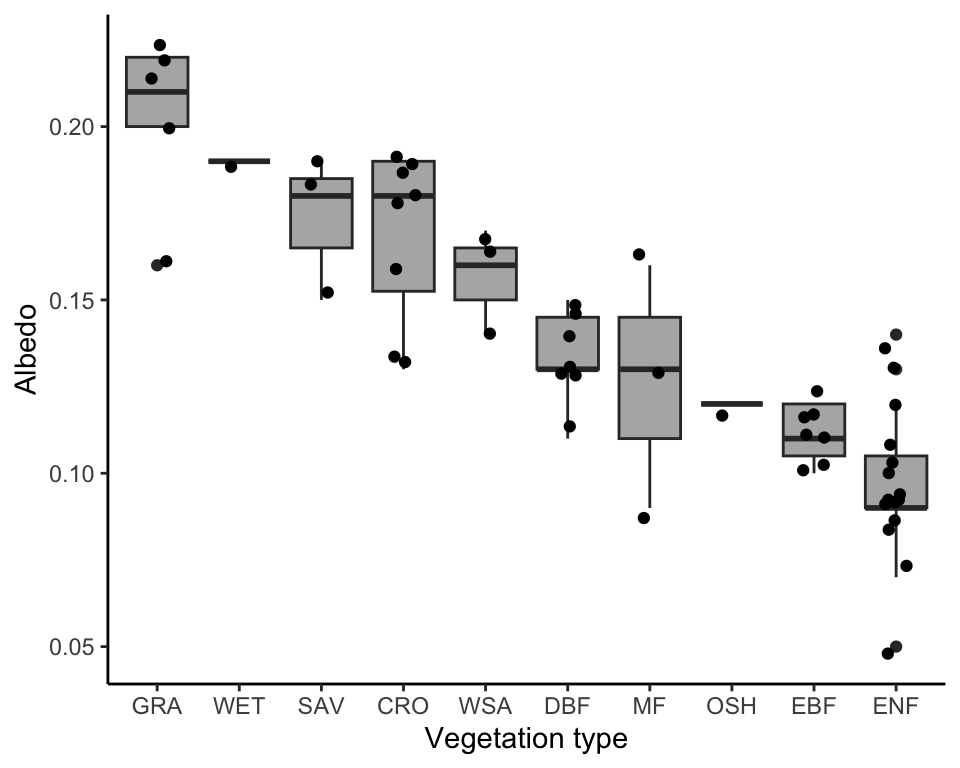 Albedo
0.20
0.15
0.10
0.05
GRA WET SAV CRO WSA DBF MF OSH EBF ENF
Vegetation type